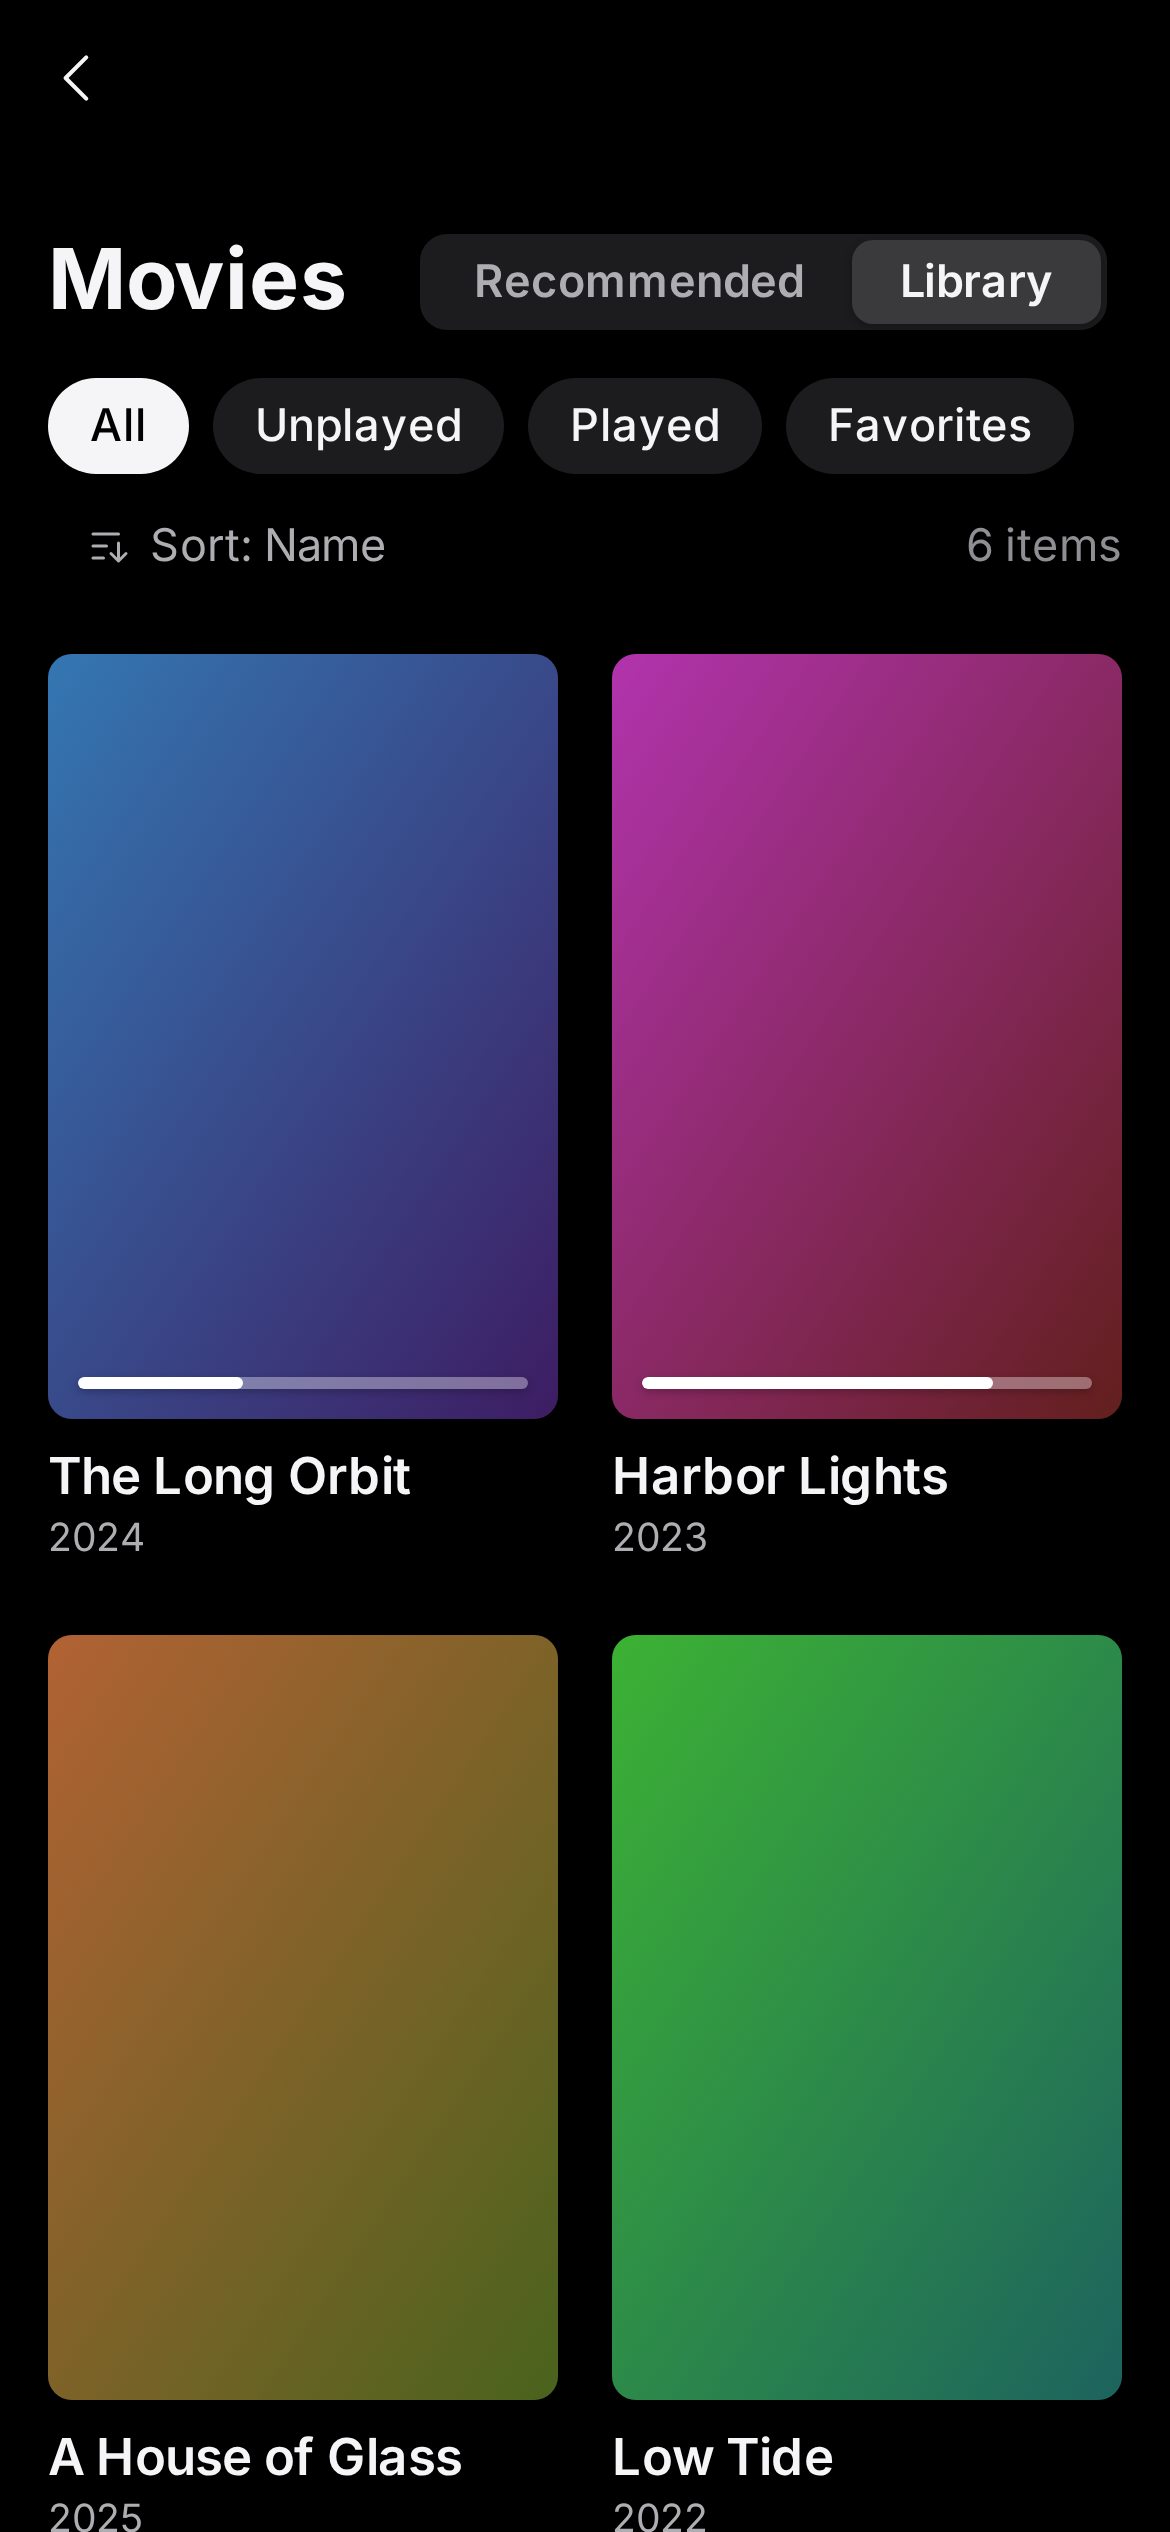 Movies
Recommended
Library
All
Unplayed
Played
Favorites
Sort: Name
6 items
The Long Orbit
2024
Harbor Lights
2023
A House of Glass
2025
Low Tide
2022